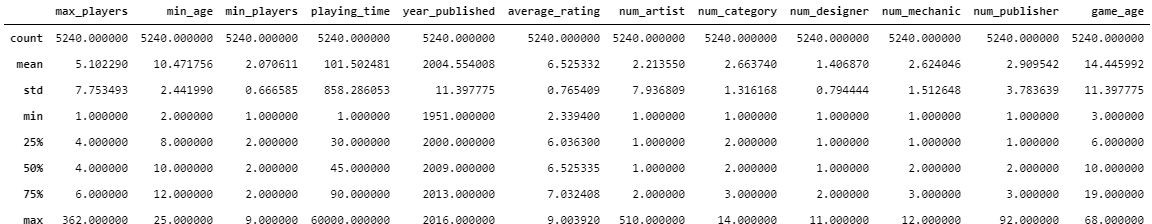 max_players min_age min_players playing_time year_published average_rating num_artist num_category num_designer num_mechanic num_publisher game_age
count 5240.000000 5240.000000 5240.000000 5240.000000 5240.000000 5240.000000 5240.000000 5240.000000 5240.000000 5240.000000 5240.000000 5240.000000
mean 5.102290 10.471756 2.070611 101.502481 2004.554008 6.525332 2.213550 2.663740 1.406870 2.624046 2.909542 14.445992
std 7.753493 2.441990 0.666585 858.286053 11.397775 0.765409 7.936809 1.316168 0.794444 1.512648 3.783639 11.397775
min 1.000000 2.000000 1.000000 1.000000 1951.000000 2.339400 1.000000 1.000000 1.000000 1.000000 1.000000 3.000000
25% 4.000000 8.000000 2.000000 30.000000 2000.000000 6.036300 1.000000 2.000000 1.000000 1.000000 1.000000 6.000000
50% 4.000000 10.000000 2.000000 45.000000 2009.000000 6.525335 1.000000 2.000000 1.000000 2.000000 2.000000 10.000000
75% 6.000000 12.000000 2.000000 90.000000 2013.000000 7.032408 2.000000 3.000000 2.000000 3.000000 3.000000 19.000000
max 362.000000 25.000000 9.000000 60000.000000 2016.000000 9.003920 510.000000 14.000000 11.000000 12.000000 92.000000 68.000000